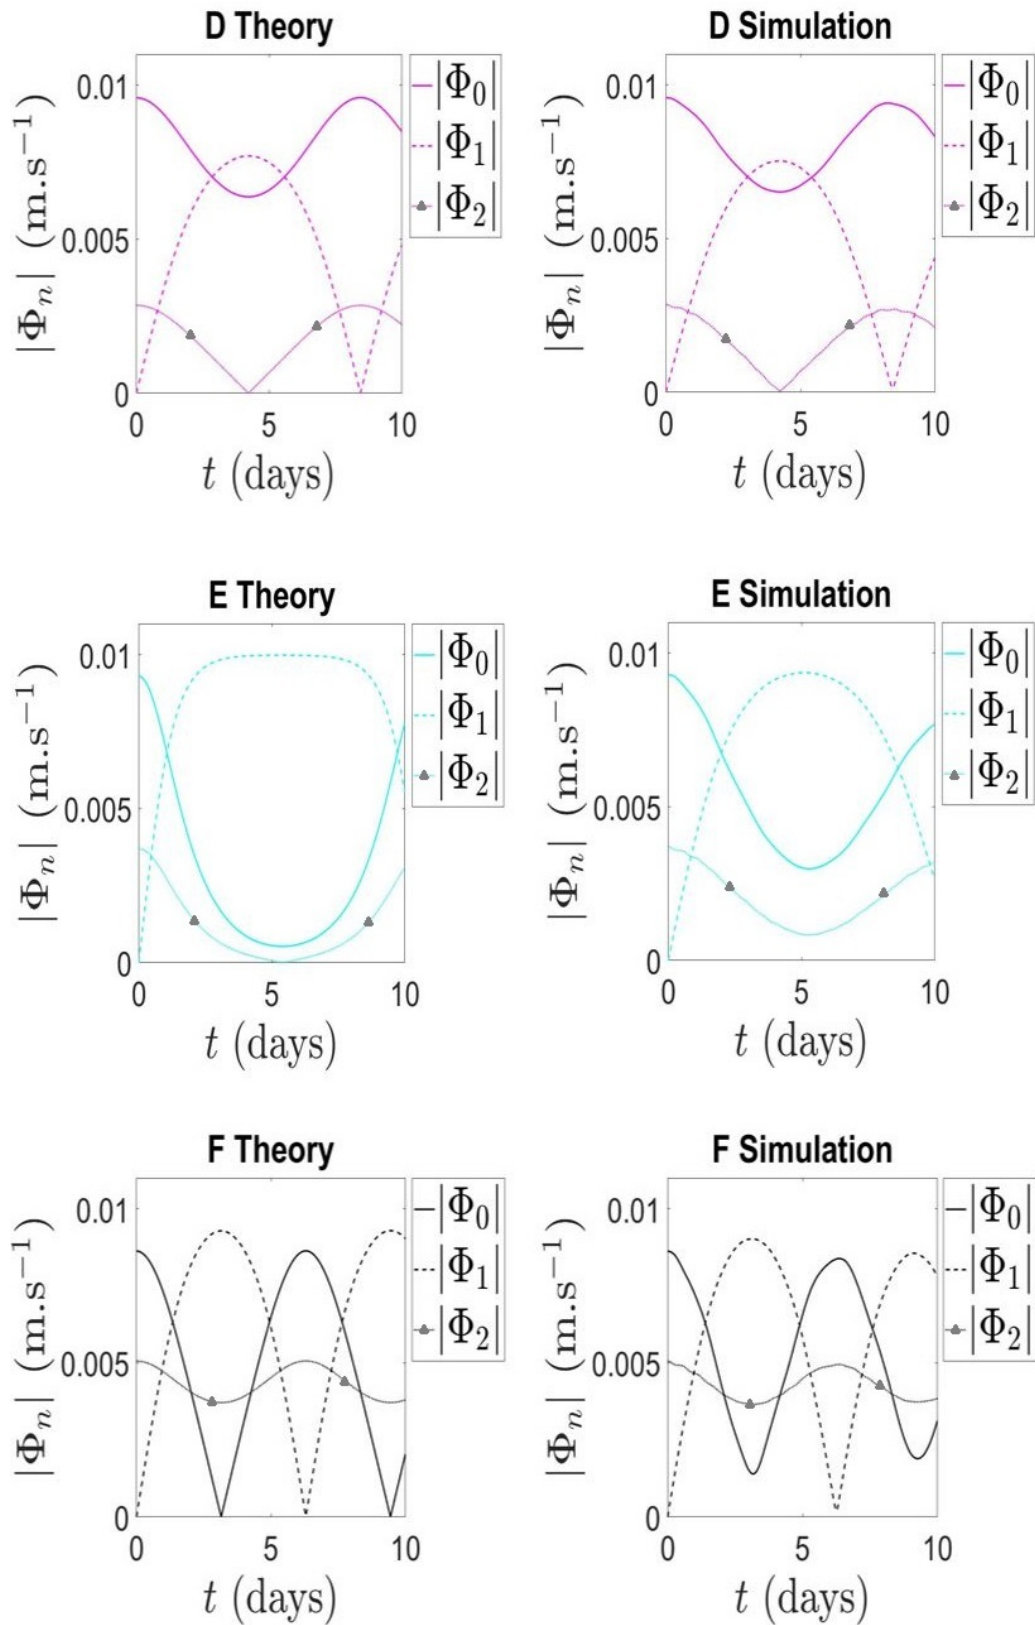 D Theory
|Φ₀|
|Φ₁|
|Φ₂|
0.01
0.005
0
|Φₙ| (m.s⁻¹)
0 5 10
t (days)
D Simulation
|Φ₀|
|Φ₁|
|Φ₂|
0.01
0.005
0
|Φₙ| (m.s⁻¹)
0 5 10
t (days)
E Theory
|Φ₀|
|Φ₁|
|Φ₂|
0.01
0.005
0
|Φₙ| (m.s⁻¹)
0 5 10
t (days)
E Simulation
|Φ₀|
|Φ₁|
|Φ₂|
0.01
0.005
0
|Φₙ| (m.s⁻¹)
0 5 10
t (days)
F Theory
|Φ₀|
|Φ₁|
|Φ₂|
0.01
0.005
0
|Φₙ| (m.s⁻¹)
0 5 10
t (days)
F Simulation
|Φ₀|
|Φ₁|
|Φ₂|
0.01
0.005
0
|Φₙ| (m.s⁻¹)
0 5 10
t (days)